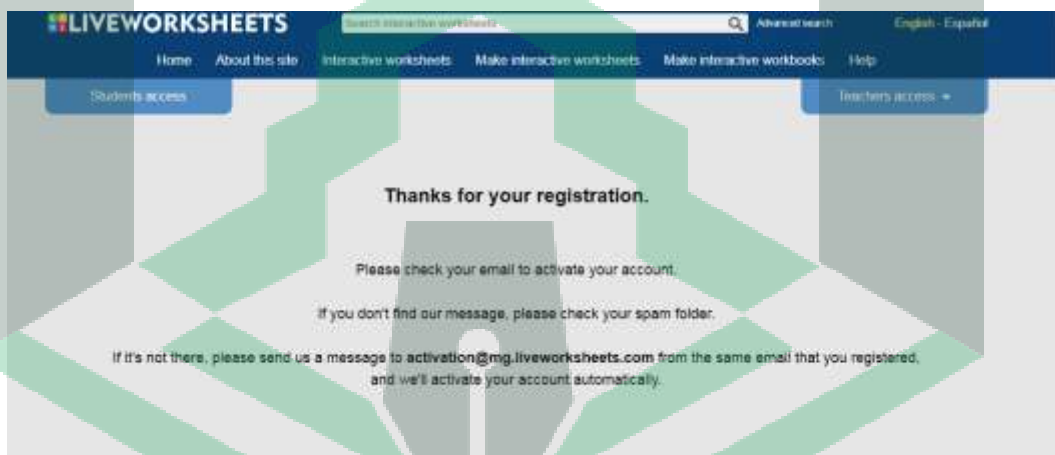 LIVEWORKSHEETS
Search interactive worksheets
Advanced search
English - Español
Home About this site Interactive worksheets Make interactive worksheets Make interactive workbooks Help
Students access
Teachers access
Thanks for your registration.
Please check your email to activate your account.
If you don't find our message, please check your spam folder.
If it's not there, please send us a message to activation@mg.liveworksheets.com from the same email that you registered,
and we'll activate your account automatically.